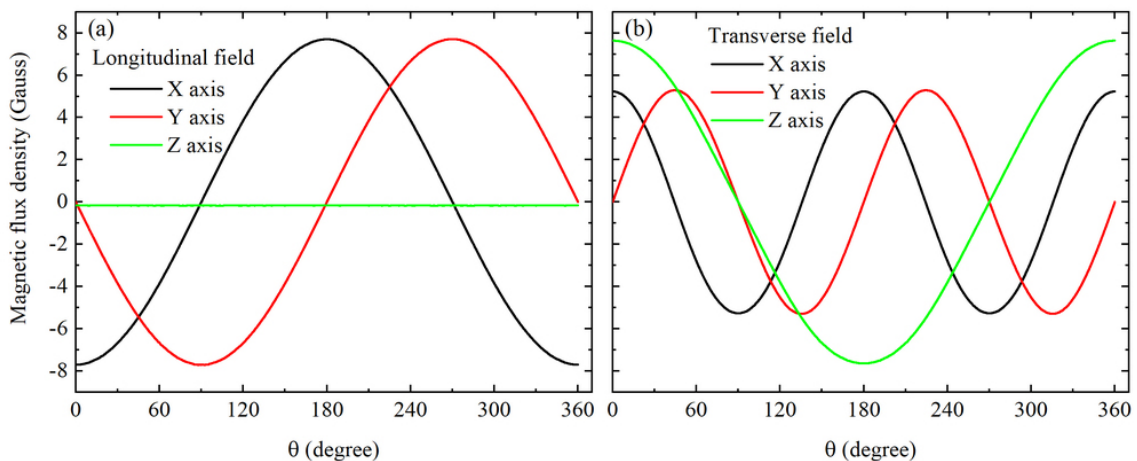 (a)
Longitudinal field
X axis
Y axis
Z axis
Magnetic flux density (Gauss)
8
6
4
2
0
-2
-4
-6
-8
0 60 120 180 240 300 360
θ (degree)
(b)
Transverse field
X axis
Y axis
Z axis
0 60 120 180 240 300 360
θ (degree)